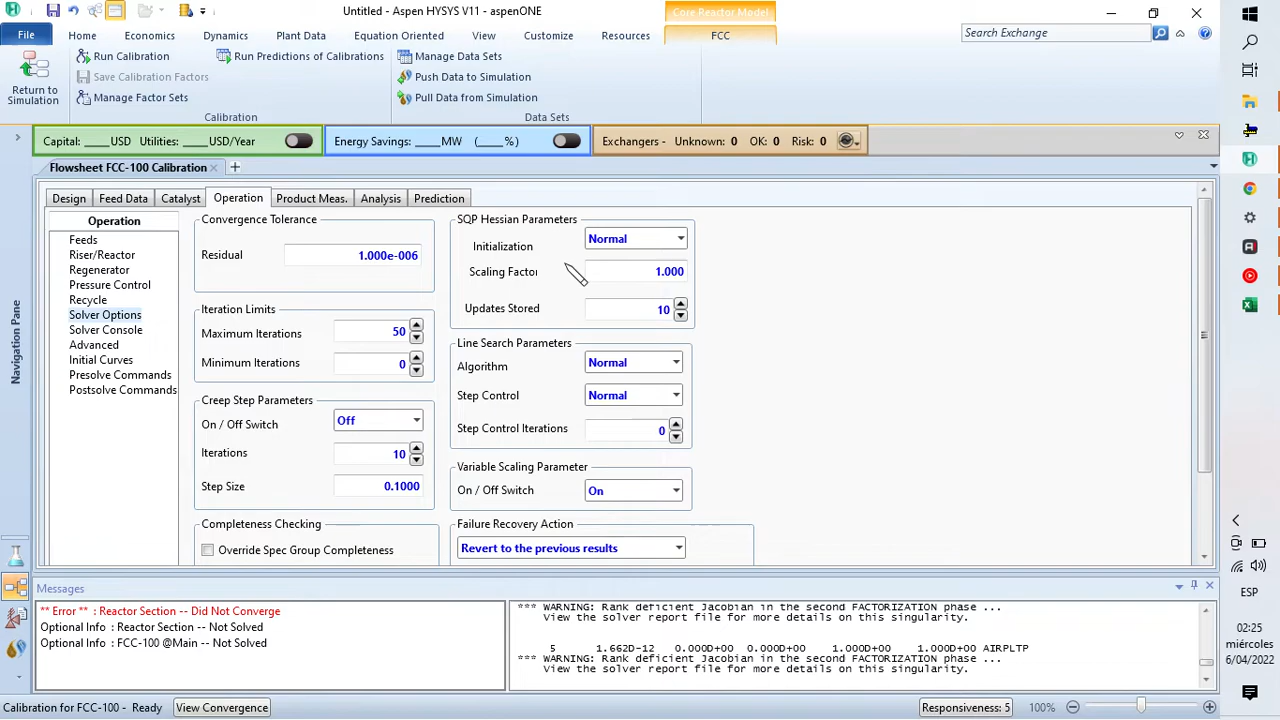 Untitled - Aspen HYSYS V11 - aspenONE
Core Reactor Model
File
Home
Economics
Dynamics
Plant Data
Equation Oriented
View
Customize
Resources
FCC
Search Exchange
Return to
Simulation
Run Calibration
Run Predictions of Calibrations
Save Calibration Factors
Manage Factor Sets
Calibration
Manage Data Sets
Push Data to Simulation
Pull Data from Simulation
Data Sets
Capital: ____ USD Utilities: ____ USD/Year
Energy Savings: ____ MW (____ %)
Exchangers - Unknown: 0 OK: 0 Risk: 0
Flowsheet FCC-100 Calibration
Navigation Pane
Design
Feed Data
Catalyst
Operation
Product Meas.
Analysis
Prediction
Operation
Feeds
Riser/Reactor
Regenerator
Pressure Control
Recycle
Solver Options
Solver Console
Advanced
Initial Curves
Presolve Commands
Postsolve Commands
Convergence Tolerance
Residual 1.000e-006
Iteration Limits
Maximum Iterations 50
Minimum Iterations 0
Creep Step Parameters
On / Off Switch Off
Iterations 10
Step Size 0.1000
Completeness Checking
Override Spec Group Completeness
SQP Hessian Parameters
Initialization Normal
Scaling Factor 1.000
Updates Stored 10
Line Search Parameters
Algorithm Normal
Step Control Normal
Step Control Iterations 0
Variable Scaling Parameter
On / Off Switch On
Failure Recovery Action
Revert to the previous results
Messages
** Error ** : Reactor Section -- Did Not Converge
Optional Info : Reactor Section -- Not Solved
Optional Info : FCC-100 @Main -- Not Solved
*** WARNING: Rank deficient Jacobian in the second FACTORIZATION phase ...
View the solver report file for more details on this singularity.
5 1.662D-12 0.000D+00 0.000D+00 1.000D+00 1.000D+00 AIRPLTP
*** WARNING: Rank deficient Jacobian in the second FACTORIZATION phase ...
View the solver report file for more details on this singularity.
Calibration for FCC-100 - Ready
View Convergence
Responsiveness: 5
100%
ESP
02:25
miércoles
6/04/2022